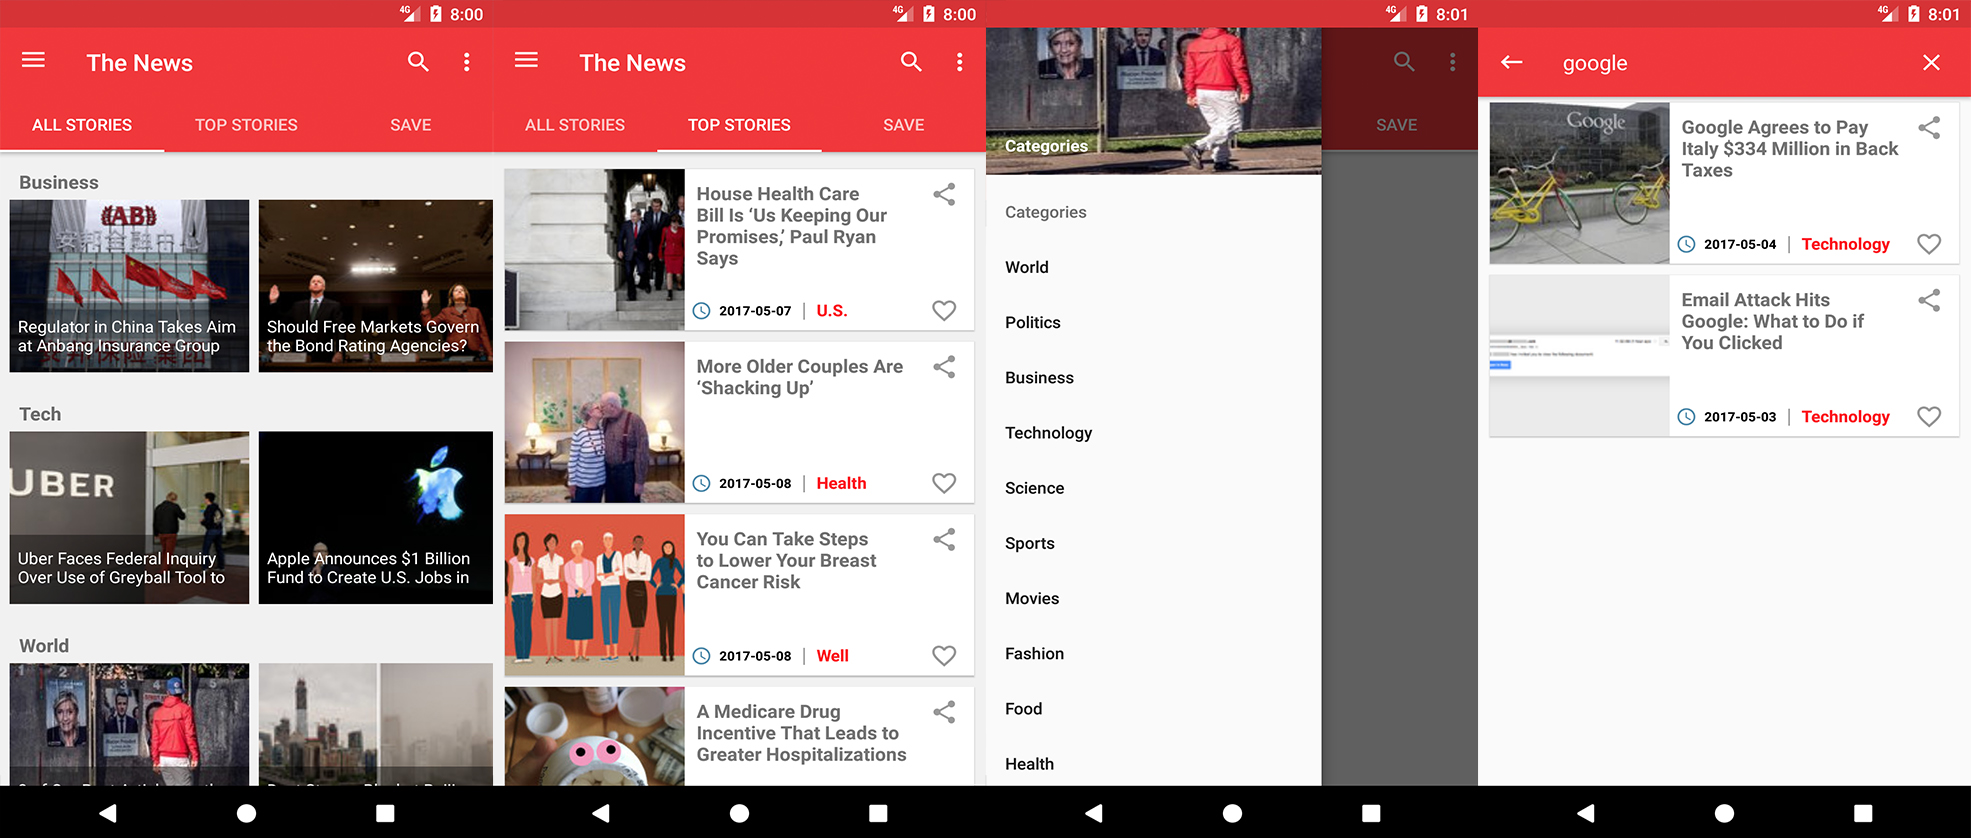 4G 8:00
The News
ALL STORIES TOP STORIES SAVE
Business
Regulator in China Takes Aim
at Anbang Insurance Group
Should Free Markets Govern
the Bond Rating Agencies?
Tech
UBER
Uber Faces Federal Inquiry
Over Use of Greyball Tool to
Apple Announces $1 Billion
Fund to Create U.S. Jobs in
World
4G 8:00
The News
ALL STORIES TOP STORIES SAVE
House Health Care
Bill Is ‘Us Keeping Our
Promises,’ Paul Ryan
Says
2017-05-07 | U.S.
More Older Couples Are
‘Shacking Up’
2017-05-08 | Health
You Can Take Steps
to Lower Your Breast
Cancer Risk
2017-05-08 | Well
A Medicare Drug
Incentive That Leads to
Greater Hospitalizations
4G 8:01
SAVE
Categories
Categories
World
Politics
Business
Technology
Science
Sports
Movies
Fashion
Food
Health
4G 8:01
google
Google
Google Agrees to Pay
Italy $334 Million in Back
Taxes
2017-05-04 | Technology
Email Attack Hits
Google: What to Do if
You Clicked
2017-05-03 | Technology